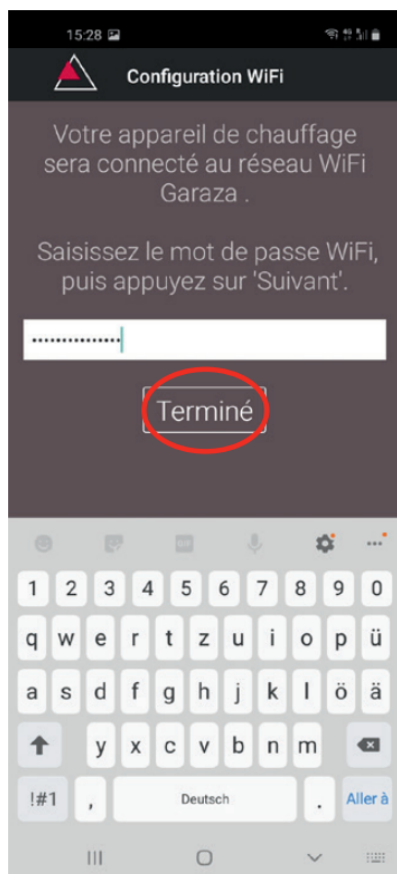 15:28
Configuration WiFi
Votre appareil de chauffage
sera connecté au réseau WiFi
Garaza .
Saisissez le mot de passe WiFi,
puis appuyez sur 'Suivant'.
•••••••••••••••
Terminé
GIF
1 2 3 4 5 6 7 8 9 0
q w e r t z u i o p ü
a s d f g h j k l ö ä
y x c v b n m
!#1 , Deutsch . Aller à